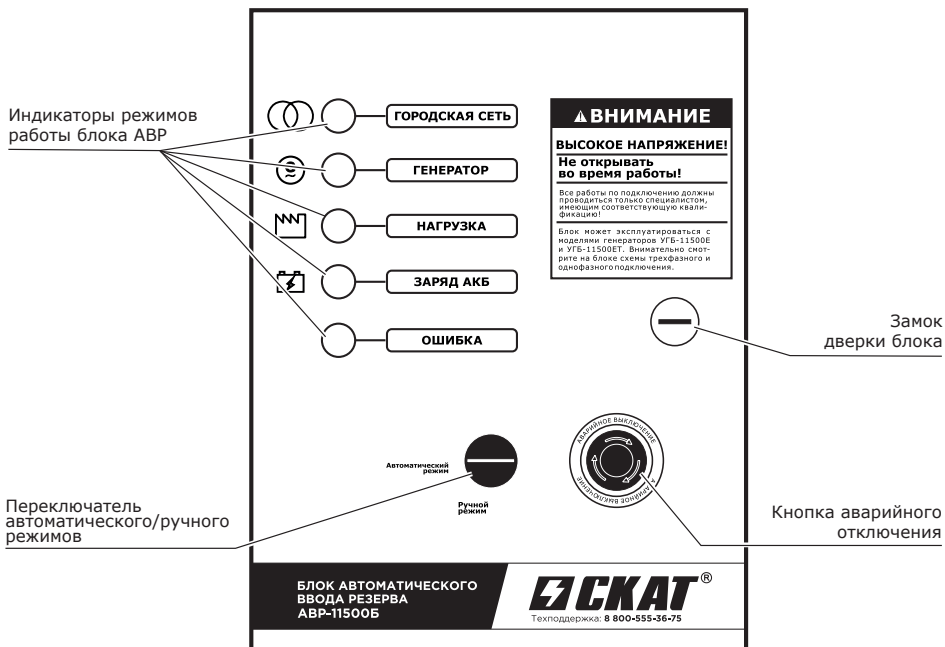 Индикаторы режимов
работы блока АВР
ГОРОДСКАЯ СЕТЬ
ГЕНЕРАТОР
НАГРУЗКА
ЗАРЯД АКБ
ОШИБКА
ВНИМАНИЕ
ВЫСОКОЕ НАПРЯЖЕНИЕ!
Не открывать
во время работы!
Все работы по подключению должны
проводиться только специалистом,
имеющим соответствующую квали-
фикацию!
Блок может эксплуатироваться с
моделями генераторов УГБ-11500Е
и УГБ-11500ЕТ. Внимательно смот-
рите на блоке схемы трехфазного и
однофазного подключения.
Замок
дверки блока
Автоматический
режим
Ручной
режим
АВАРИЙНОЕ ВЫКЛЮЧЕНИЕ
АВАРИЙНОЕ ВЫКЛЮЧЕНИЕ
Переключатель
автоматического/ручного
режимов
Кнопка аварийного
отключения
БЛОК АВТОМАТИЧЕСКОГО
ВВОДА РЕЗЕРВА
АВР-11500Б
СКАТ®
Техподдержка: 8 800-555-36-75